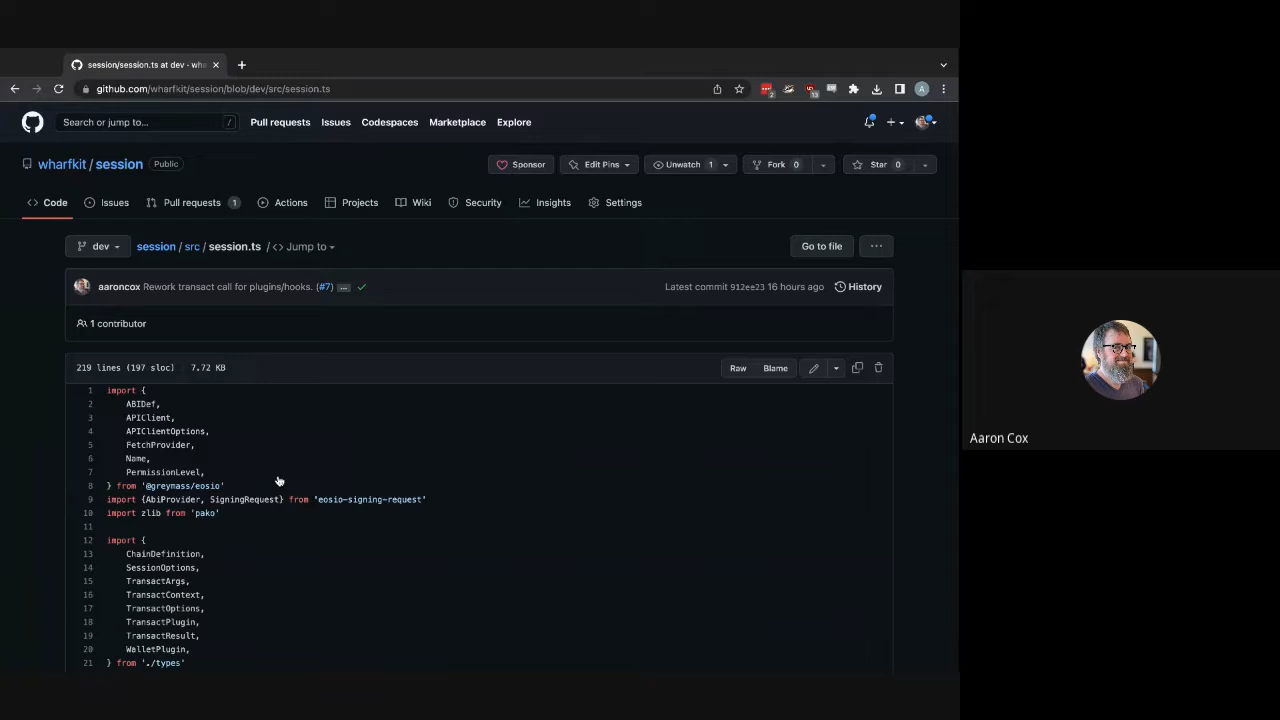 session/session.ts at dev - wha
github.com/wharfkit/session/blob/dev/src/session.ts
2
13
A
Search or jump to...
/
Pull requests
Issues
Codespaces
Marketplace
Explore
wharfkit / session
Public
Sponsor
Edit Pins
Unwatch 1
Fork 0
Star 0
Code
Issues
Pull requests 1
Actions
Projects
Wiki
Security
Insights
Settings
dev
session / src / session.ts / <> Jump to
Go to file
...
aaroncox Rework transact call for plugins/hooks. (#7) ...
Latest commit 912ee23 16 hours ago
History
1 contributor
219 lines (197 sloc) 7.72 KB
Raw
Blame
1 import {
2 ABIDef,
3 APIClient,
4 APIClientOptions,
5 FetchProvider,
6 Name,
7 PermissionLevel,
8 } from '@greymass/eosio'
9 import {AbiProvider, SigningRequest} from 'eosio-signing-request'
10 import zlib from 'pako'
11
12 import {
13 ChainDefinition,
14 SessionOptions,
15 TransactArgs,
16 TransactContext,
17 TransactOptions,
18 TransactPlugin,
19 TransactResult,
20 WalletPlugin,
21 } from './types'
Aaron Cox